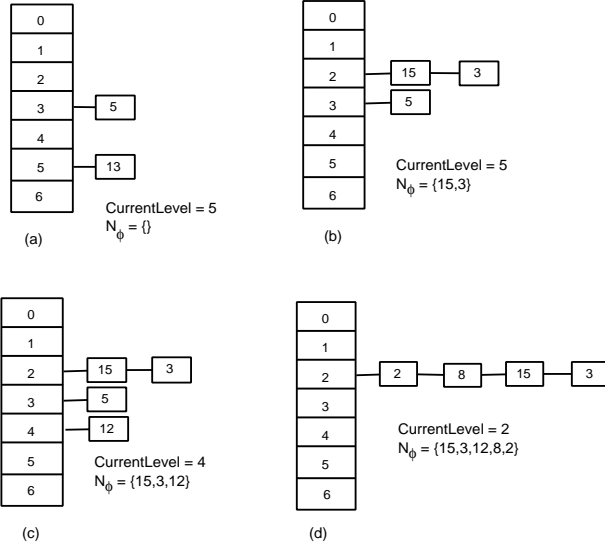 0
1
2
3 5
4
5 13
6
CurrentLevel = 5
Nϕ = {}
(a)
0
1
2 15 3
3 5
4
5
6
CurrentLevel = 5
Nϕ = {15,3}
(b)
0
1
2 15 3
3 5
4 12
5
6
CurrentLevel = 4
Nϕ = {15,3,12}
(c)
0
1
2 2 8 15 3
3
4
5
6
CurrentLevel = 2
Nϕ = {15,3,12,8,2}
(d)